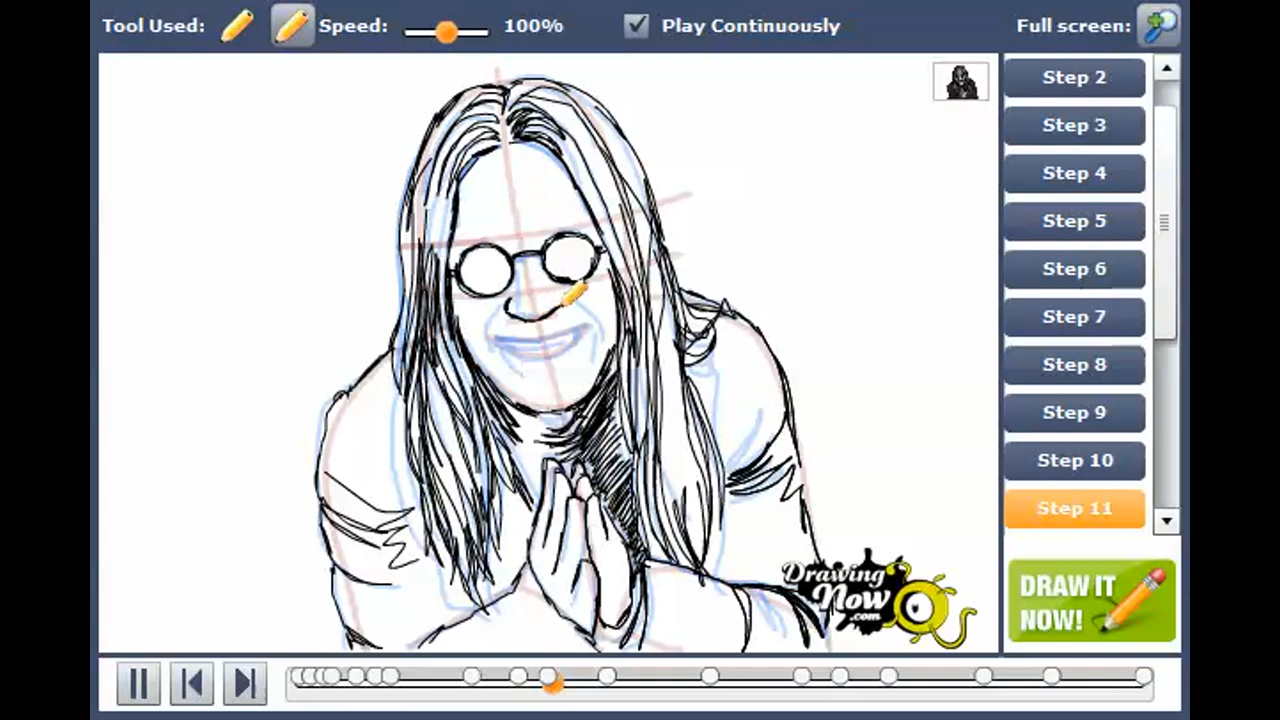 Tool Used: Speed: 100% Play Continuously Full screen:
Step 2
Step 3
Step 4
Step 5
Step 6
Step 7
Step 8
Step 9
Step 10
Step 11
Drawing
Now
.com
DRAW IT
NOW!